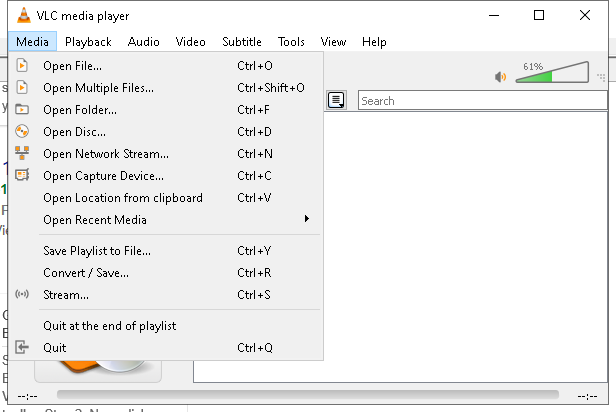 VLC media player
Media Playback Audio Video Subtitle Tools View Help
Open File... Ctrl+O
61%
Open Multiple Files... Ctrl+Shift+O
Search
Open Folder... Ctrl+F
Open Disc... Ctrl+D
Open Network Stream... Ctrl+N
Open Capture Device... Ctrl+C
Open Location from clipboard Ctrl+V
Open Recent Media
Save Playlist to File... Ctrl+Y
Convert / Save... Ctrl+R
Stream... Ctrl+S
Quit at the end of playlist
Quit Ctrl+Q
--:-- --:--